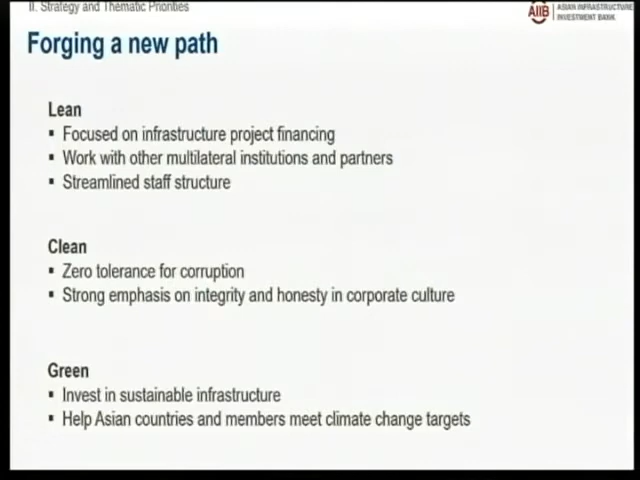 II. Strategy and Thematic Priorities
AIIB
ASIAN INFRASTRUCTURE
INVESTMENT BANK
Forging a new path
Lean
▪ Focused on infrastructure project financing
▪ Work with other multilateral institutions and partners
▪ Streamlined staff structure
Clean
▪ Zero tolerance for corruption
▪ Strong emphasis on integrity and honesty in corporate culture
Green
▪ Invest in sustainable infrastructure
▪ Help Asian countries and members meet climate change targets